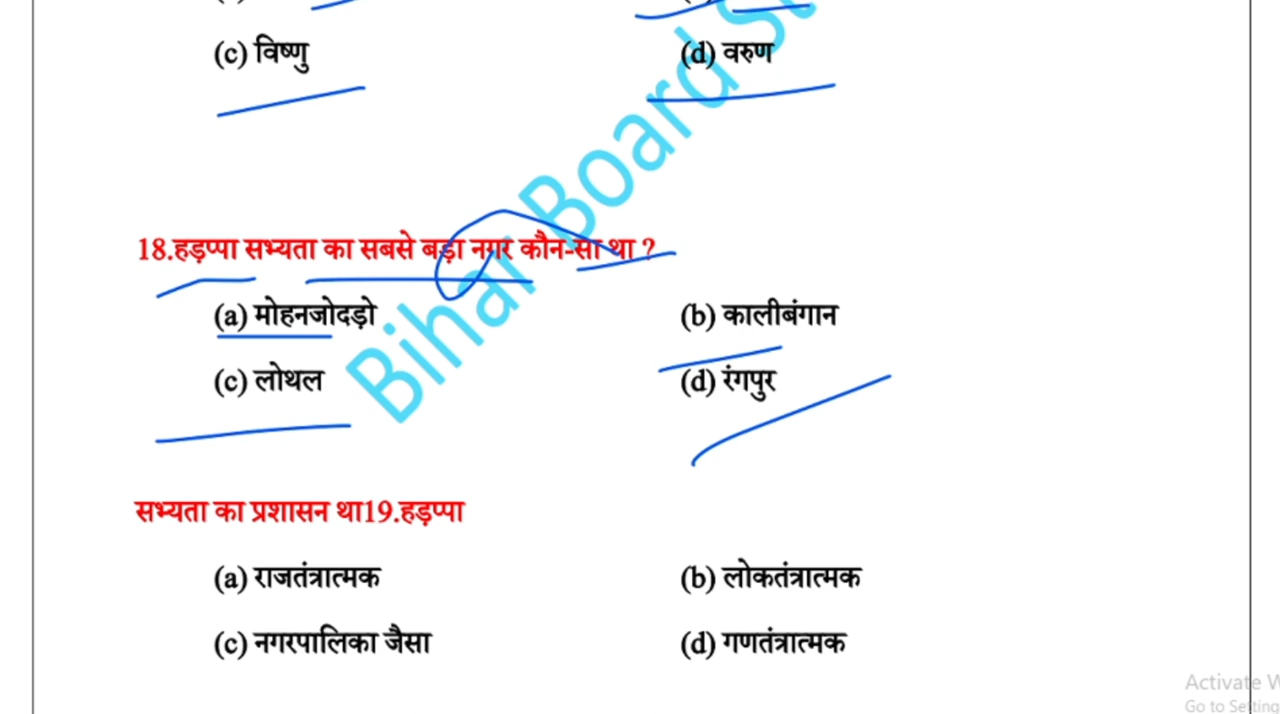 (c) विष्णु (d) वरुण
18.हड़प्पा सभ्यता का सबसे बड़ा नगर कौन-सा था ?
(a) मोहनजोदड़ो (b) कालीबंगान
(c) लोथल (d) रंगपुर
सभ्यता का प्रशासन था19.हड़प्पा
(a) राजतंत्रात्मक (b) लोकतंत्रात्मक
(c) नगरपालिका जैसा (d) गणतंत्रात्मक
Bihar Board
Activate
Go to